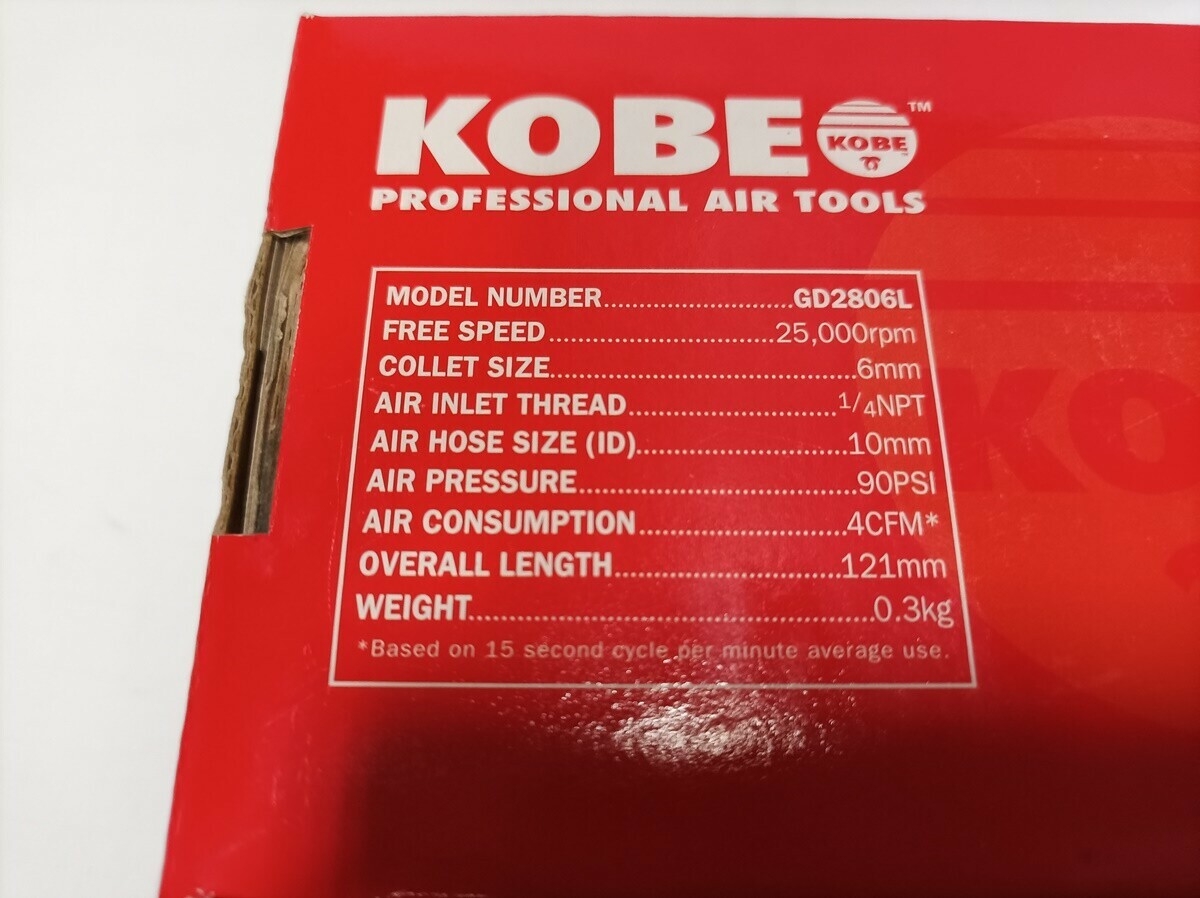 KOBE KOBE ™
PROFESSIONAL AIR TOOLS
MODEL NUMBER........................GD2806L
FREE SPEED..............................25,000rpm
COLLET SIZE........................................6mm
AIR INLET THREAD...........................1/4NPT
AIR HOSE SIZE (ID)...........................10mm
AIR PRESSURE...................................90PSI
AIR CONSUMPTION..........................4CFM*
OVERALL LENGTH............................121mm
WEIGHT..................................................0.3kg
*Based on 15 second cycle per minute average use.
KO